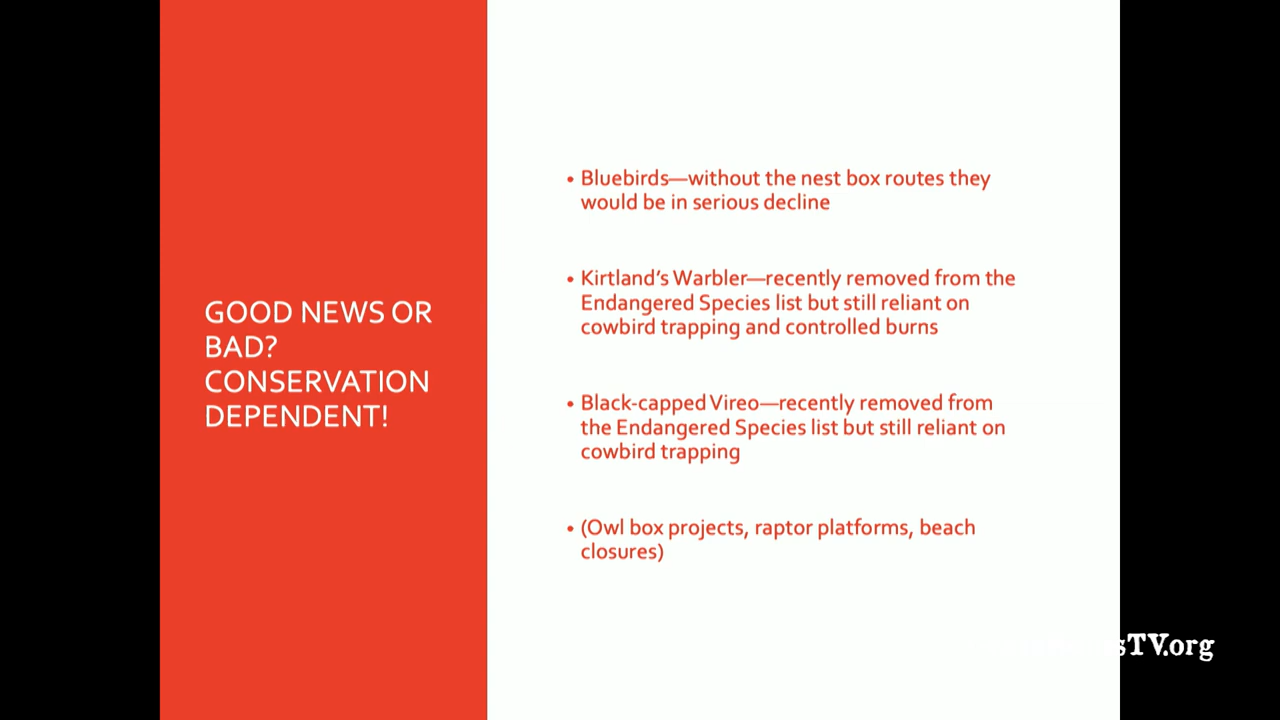 GOOD NEWS OR
BAD?
CONSERVATION
DEPENDENT!
• Bluebirds—without the nest box routes they
would be in serious decline
• Kirtland's Warbler—recently removed from the
Endangered Species list but still reliant on
cowbird trapping and controlled burns
• Black-capped Vireo—recently removed from
the Endangered Species list but still reliant on
cowbird trapping
• (Owl box projects, raptor platforms, beach
closures)